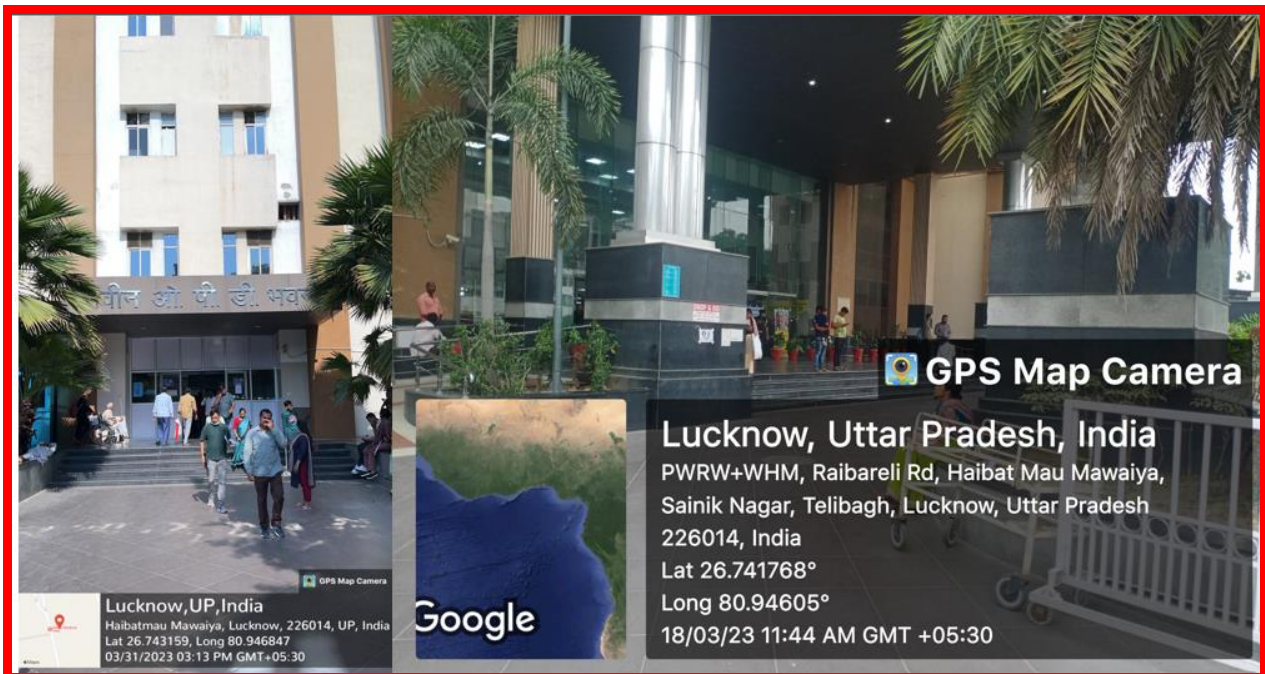 वीन ओ. पी. डी. भवन
GPS Map Camera
Lucknow,UP,India
Haibatmau Mawaiya, Lucknow, 226014, UP, India
Lat 26.743159, Long 80.946847
03/31/2023 03:13 PM GMT+05:30
GPS Map Camera
Google
Lucknow, Uttar Pradesh, India
PWRW+WHM, Raibareli Rd, Haibat Mau Mawaiya,
Sainik Nagar, Telibagh, Lucknow, Uttar Pradesh
226014, India
Lat 26.741768°
Long 80.94605°
18/03/23 11:44 AM GMT +05:30